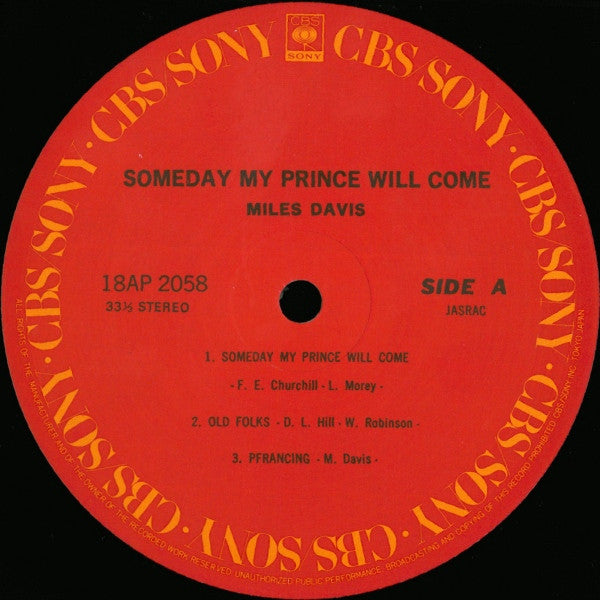 CBS
SONY
CBS/SONY · CBS/SONY · CBS/SONY · CBS/SONY · CBS/SONY · CBS/SONY · CBS/SONY · CBS/SONY
SOMEDAY MY PRINCE WILL COME
MILES DAVIS
18AP 2058
33⅓ STEREO
SIDE A
JASRAC
1. SOMEDAY MY PRINCE WILL COME
- F. E. Churchill - L. Morey -
2. OLD FOLKS - D. L. Hill - W. Robinson -
3. PFRANCING - M. Davis -
ALL RIGHTS OF THE MANUFACTURER AND OF THE OWNER OF THE RECORDED WORK RESERVED. UNAUTHORIZED PUBLIC PERFORMANCE, BROADCASTING AND COPYING OF THIS RECORD PROHIBITED CBS/SONY INC. TOKYO JAPAN